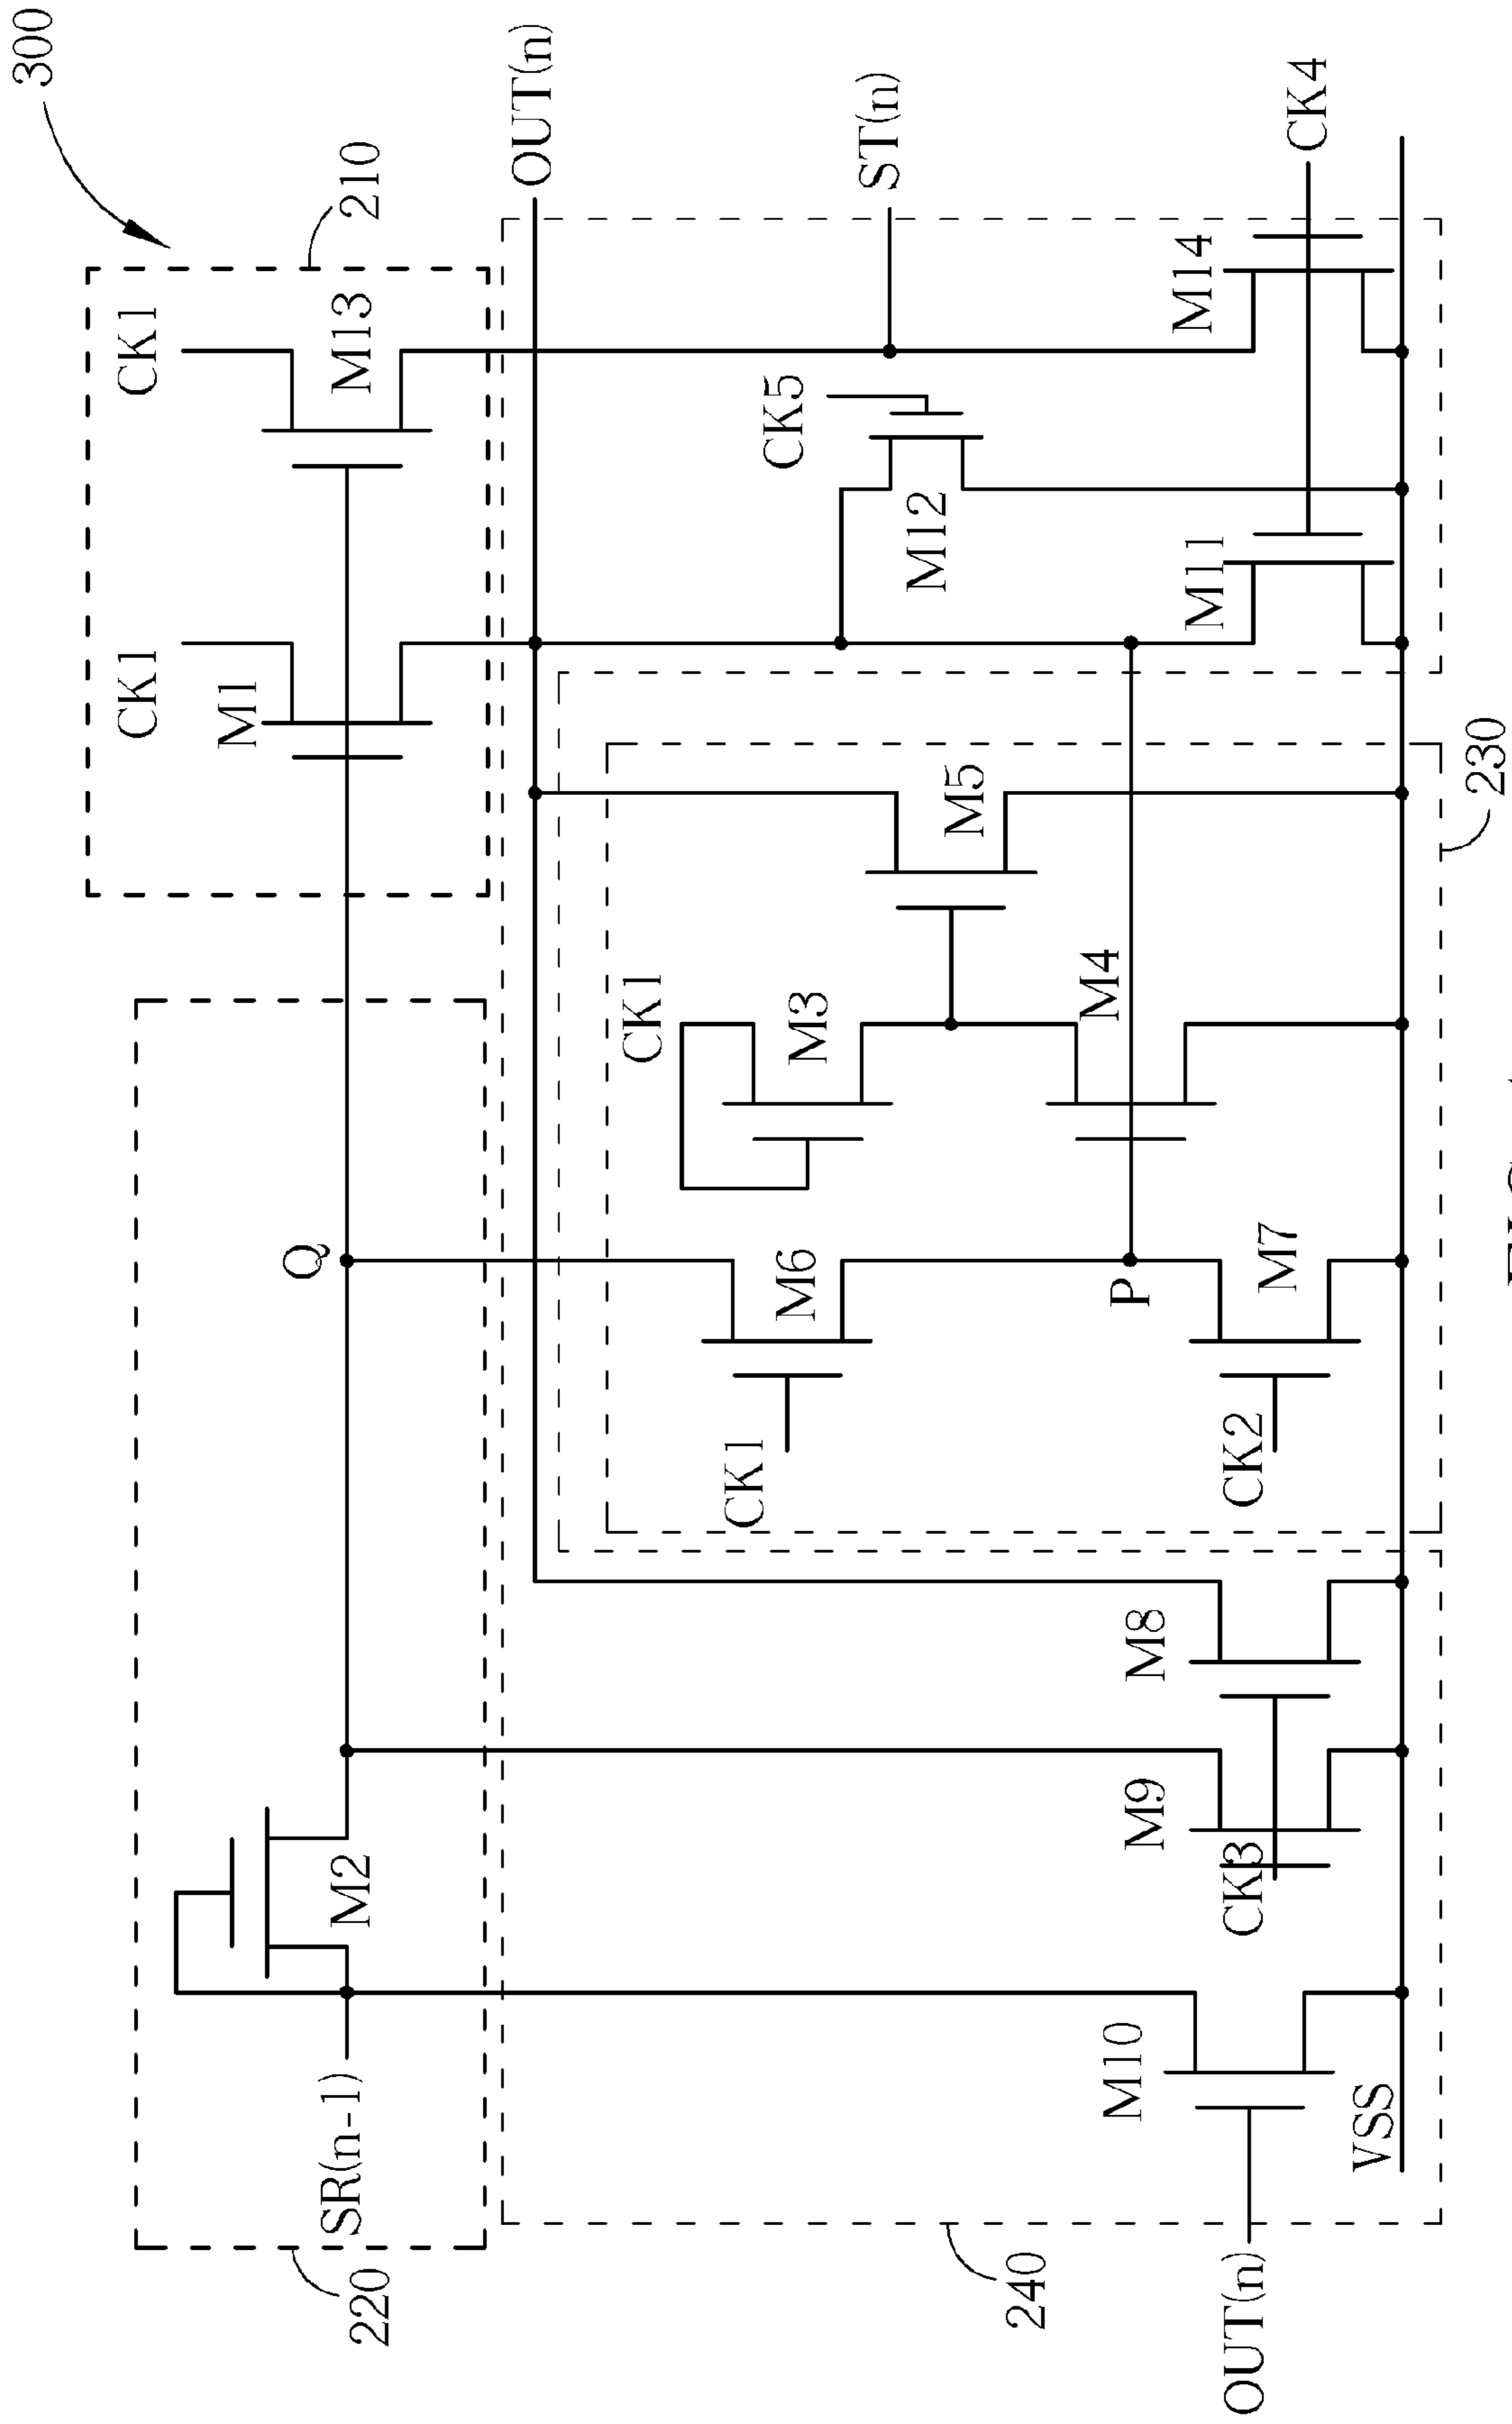 300
210
CK1
CK1
M13
M1
OUT(n)
ST(n)
CK4
CK5
M14
M12
M11
M5
230
CK1
M3
M4
Q
M6
P
M7
CK1
CK2
M8
M9
CK3
M2
SR(n-1)
M10
VSS
220
240
OUT(n)